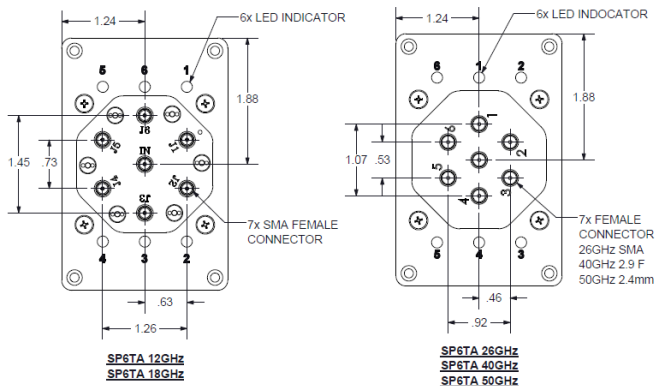 1.24
6x LED INDICATOR
5 6 1
1.88
J6
J5 J1
IN
J4 J2
J3
1.45
.73
7x SMA FEMALE
CONNECTOR
4 3 2
.63
1.26
SP6TA 12GHz
SP6TA 18GHz
1.24
6x LED INDOCATOR
6 1 2
1.88
1
6 2
5 3
4
1.07
.53
7x FEMALE
CONNECTOR
26GHz SMA
40GHz 2.9 F
50GHz 2.4mm
5 4 3
.46
.92
SP6TA 26GHz
SP6TA 40GHz
SP6TA 50GHz